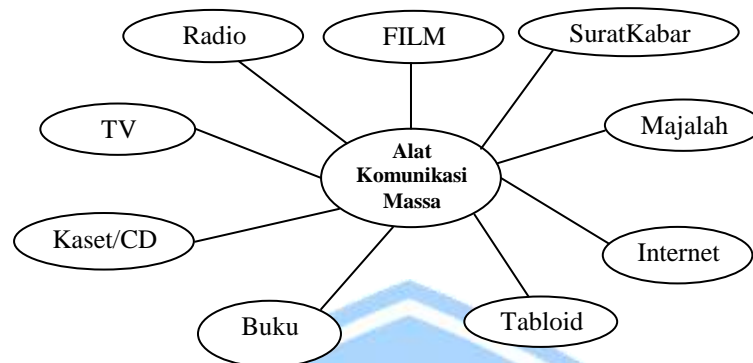 Radio
FILM
SuratKabar
TV
Alat
Komunikasi
Massa
Majalah
Kaset/CD
Internet
Buku
Tabloid